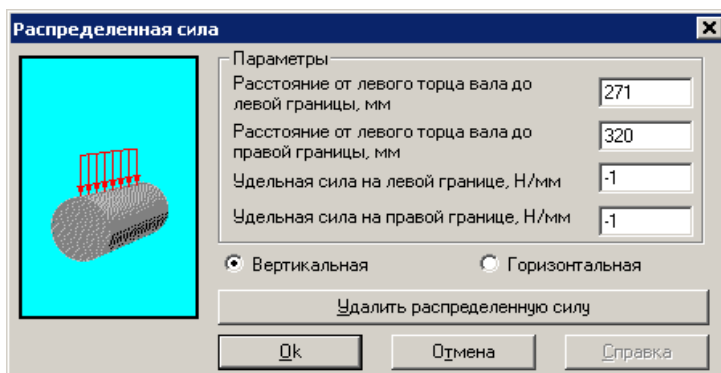 Распределенная сила
Параметры
Расстояние от левого торца вала до
левой границы, мм
271
Расстояние от левого торца вала до
правой границы, мм
320
Удельная сила на левой границе, Н/мм
-1
Удельная сила на правой границе, Н/мм
-1
Вертикальная
Горизонтальная
Удалить распределенную силу
Ok
Отмена
Справка